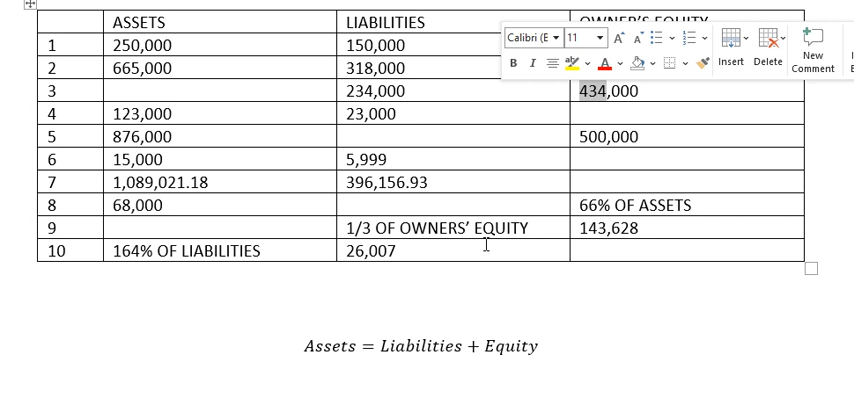 ASSETS LIABILITIES OWNER'S EQUITY
Calibri (E 11 A A
1 250,000 150,000
2 665,000 318,000
B I ab A Insert Delete New
Comment
3 234,000 434,000
4 123,000 23,000
5 876,000 500,000
6 15,000 5,999
7 1,089,021.18 396,156.93
8 68,000 66% OF ASSETS
9 1/3 OF OWNERS’ EQUITY 143,628
10 164% OF LIABILITIES 26,007
Assets = Liabilities + Equity